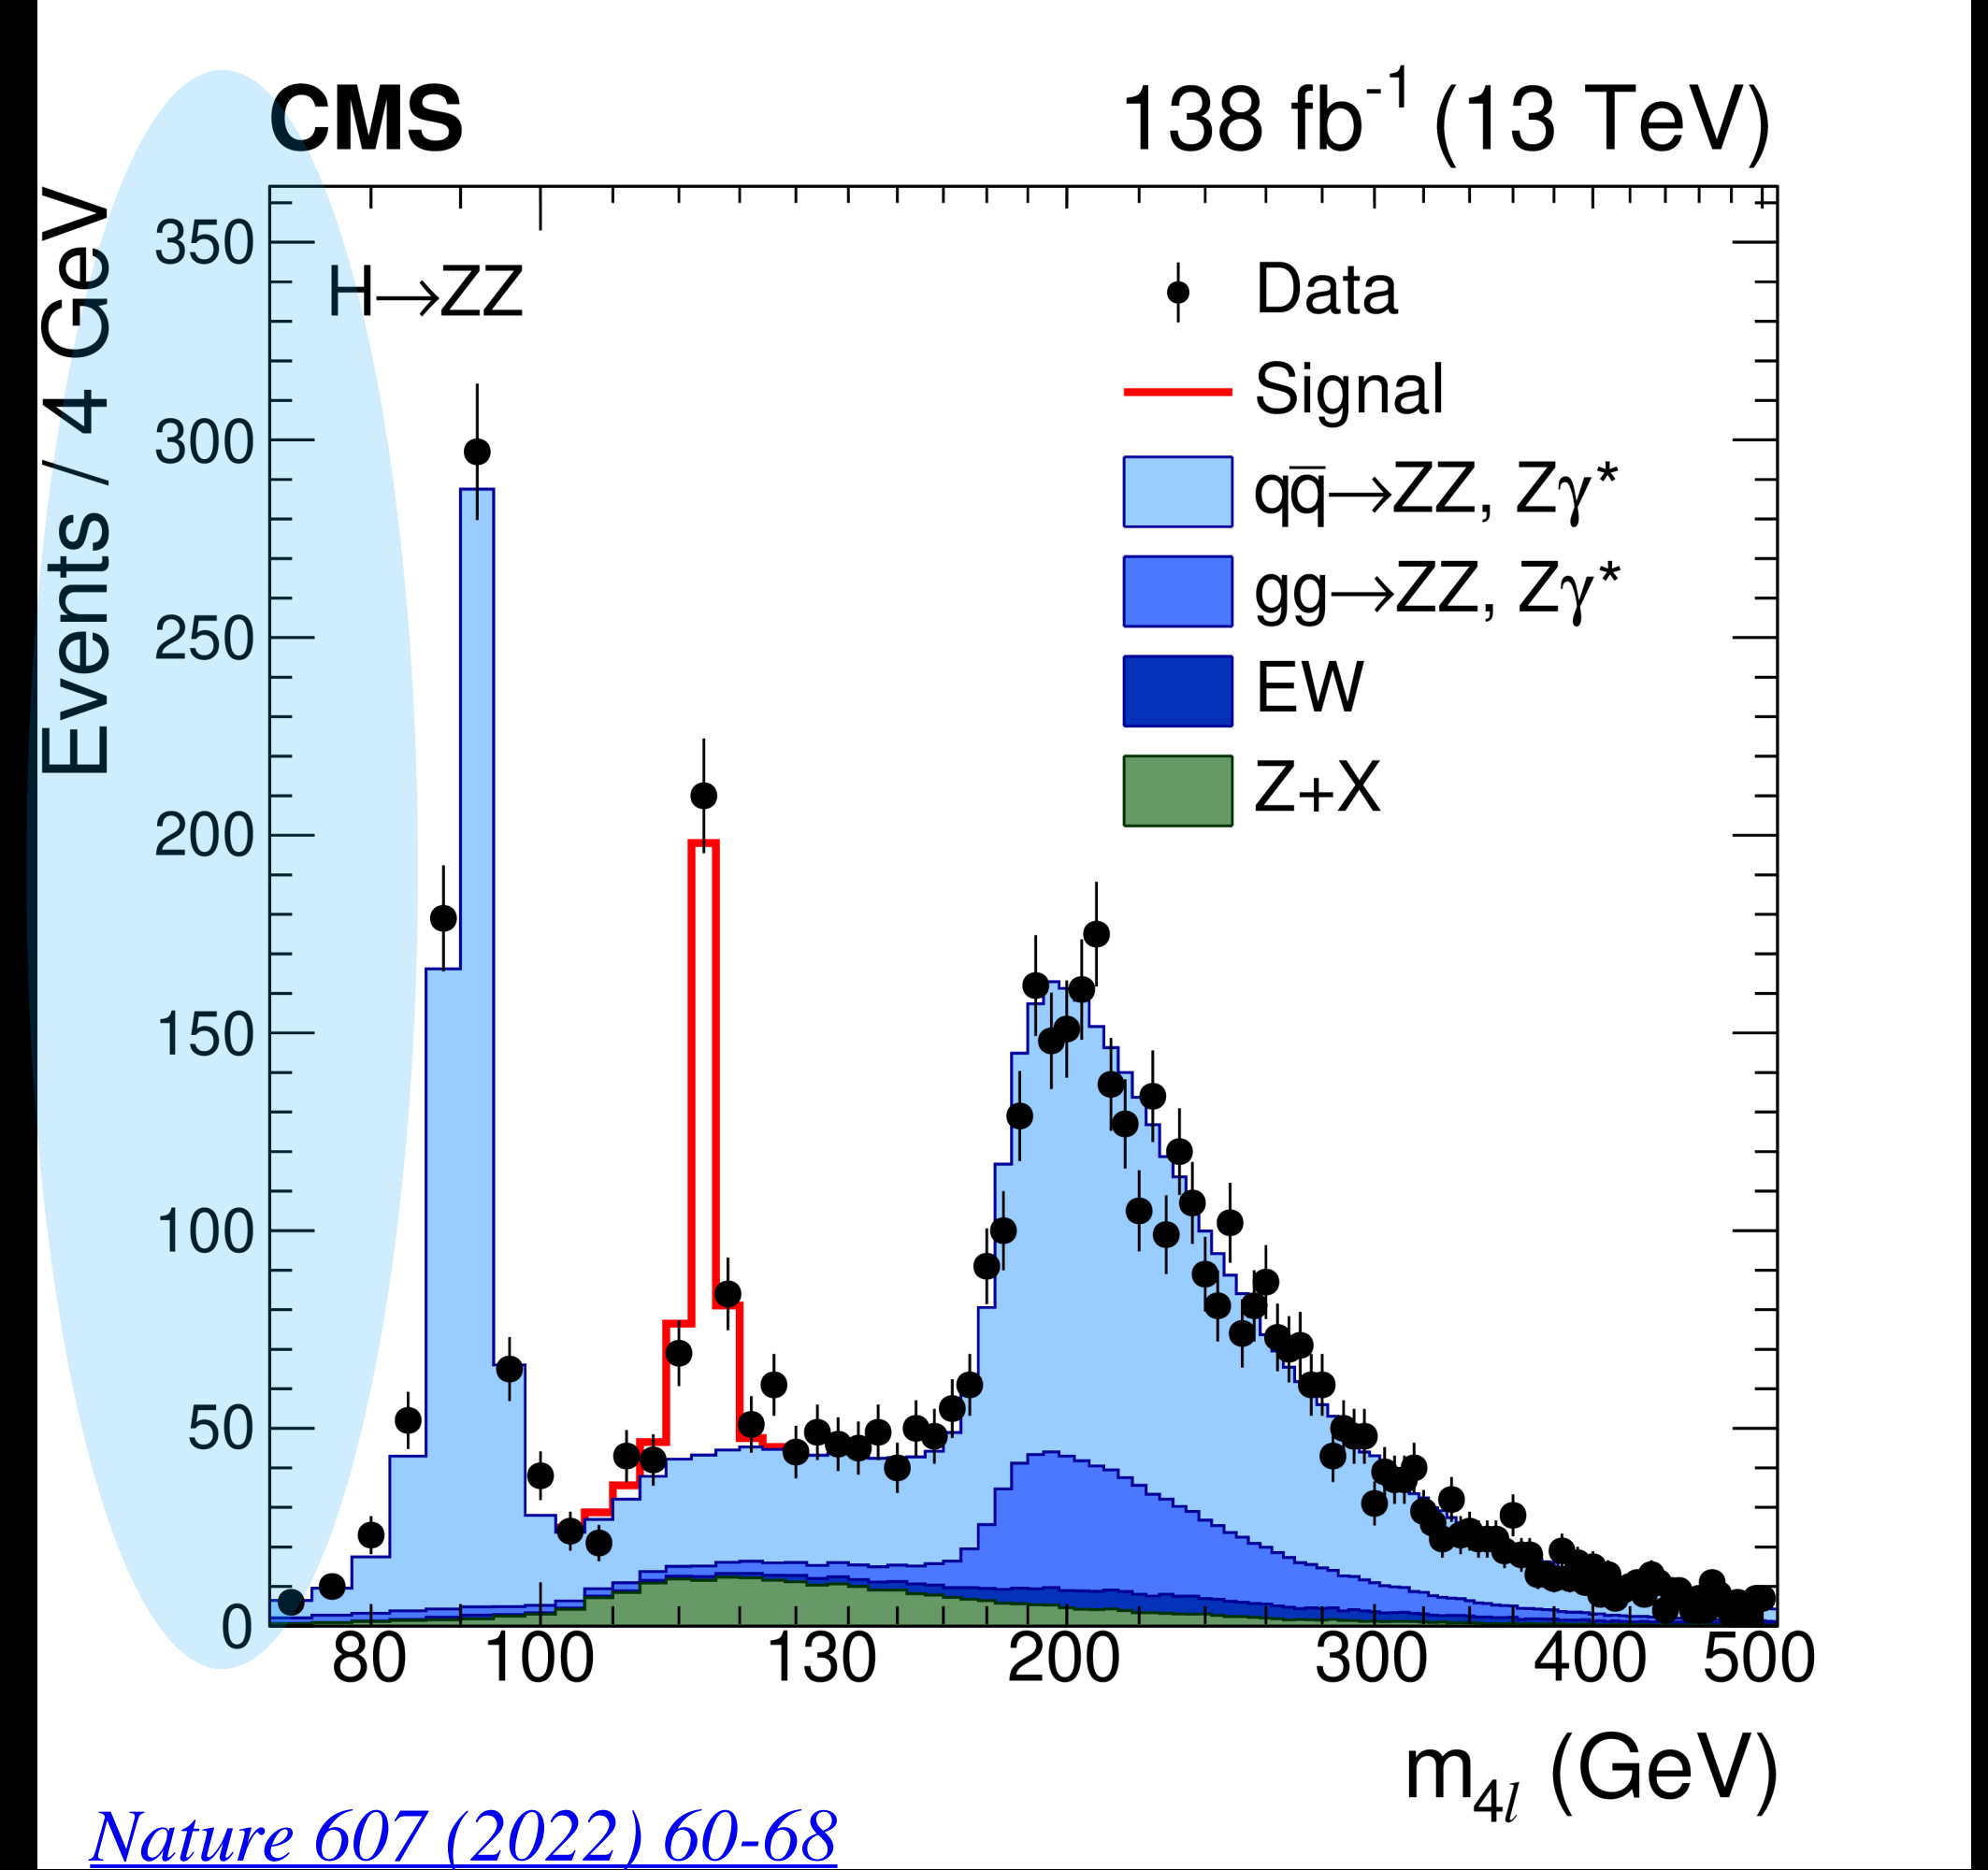 CMS
138 fb⁻¹ (13 TeV)
Events / 4 GeV
350
300
250
200
150
100
50
0
H→ZZ
Data
Signal
qq̅→ZZ, Zγ*
gg→ZZ, Zγ*
EW
Z+X
80 100 130 200 300 400 500
m4l (GeV)
Nature 607 (2022) 60-68